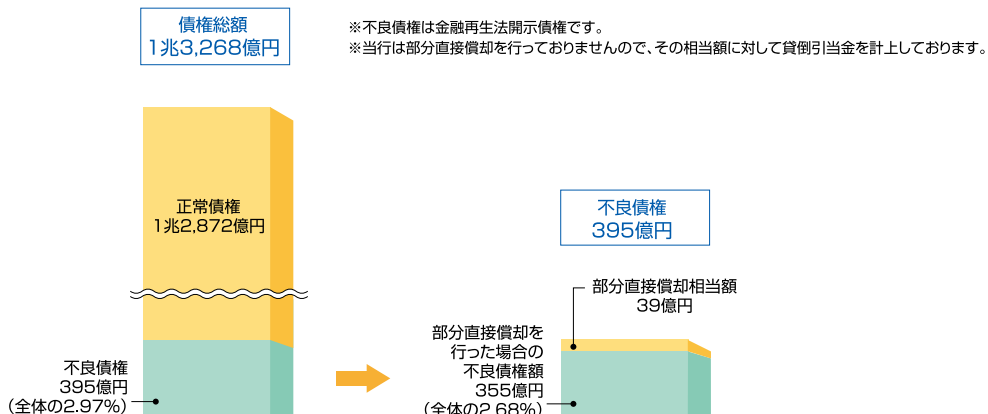 債権総額
1兆3,268億円
※不良債権は金融再生法開示債権です。
※当行は部分直接償却を行っておりませんので、その相当額に対して貸倒引当金を計上しております。
正常債権
1兆2,872億円
不良債権
395億円
(全体の2.97%)
不良債権
395億円
部分直接償却相当額
39億円
部分直接償却を
行った場合の
不良債権額
355億円
(全体の2.68%)